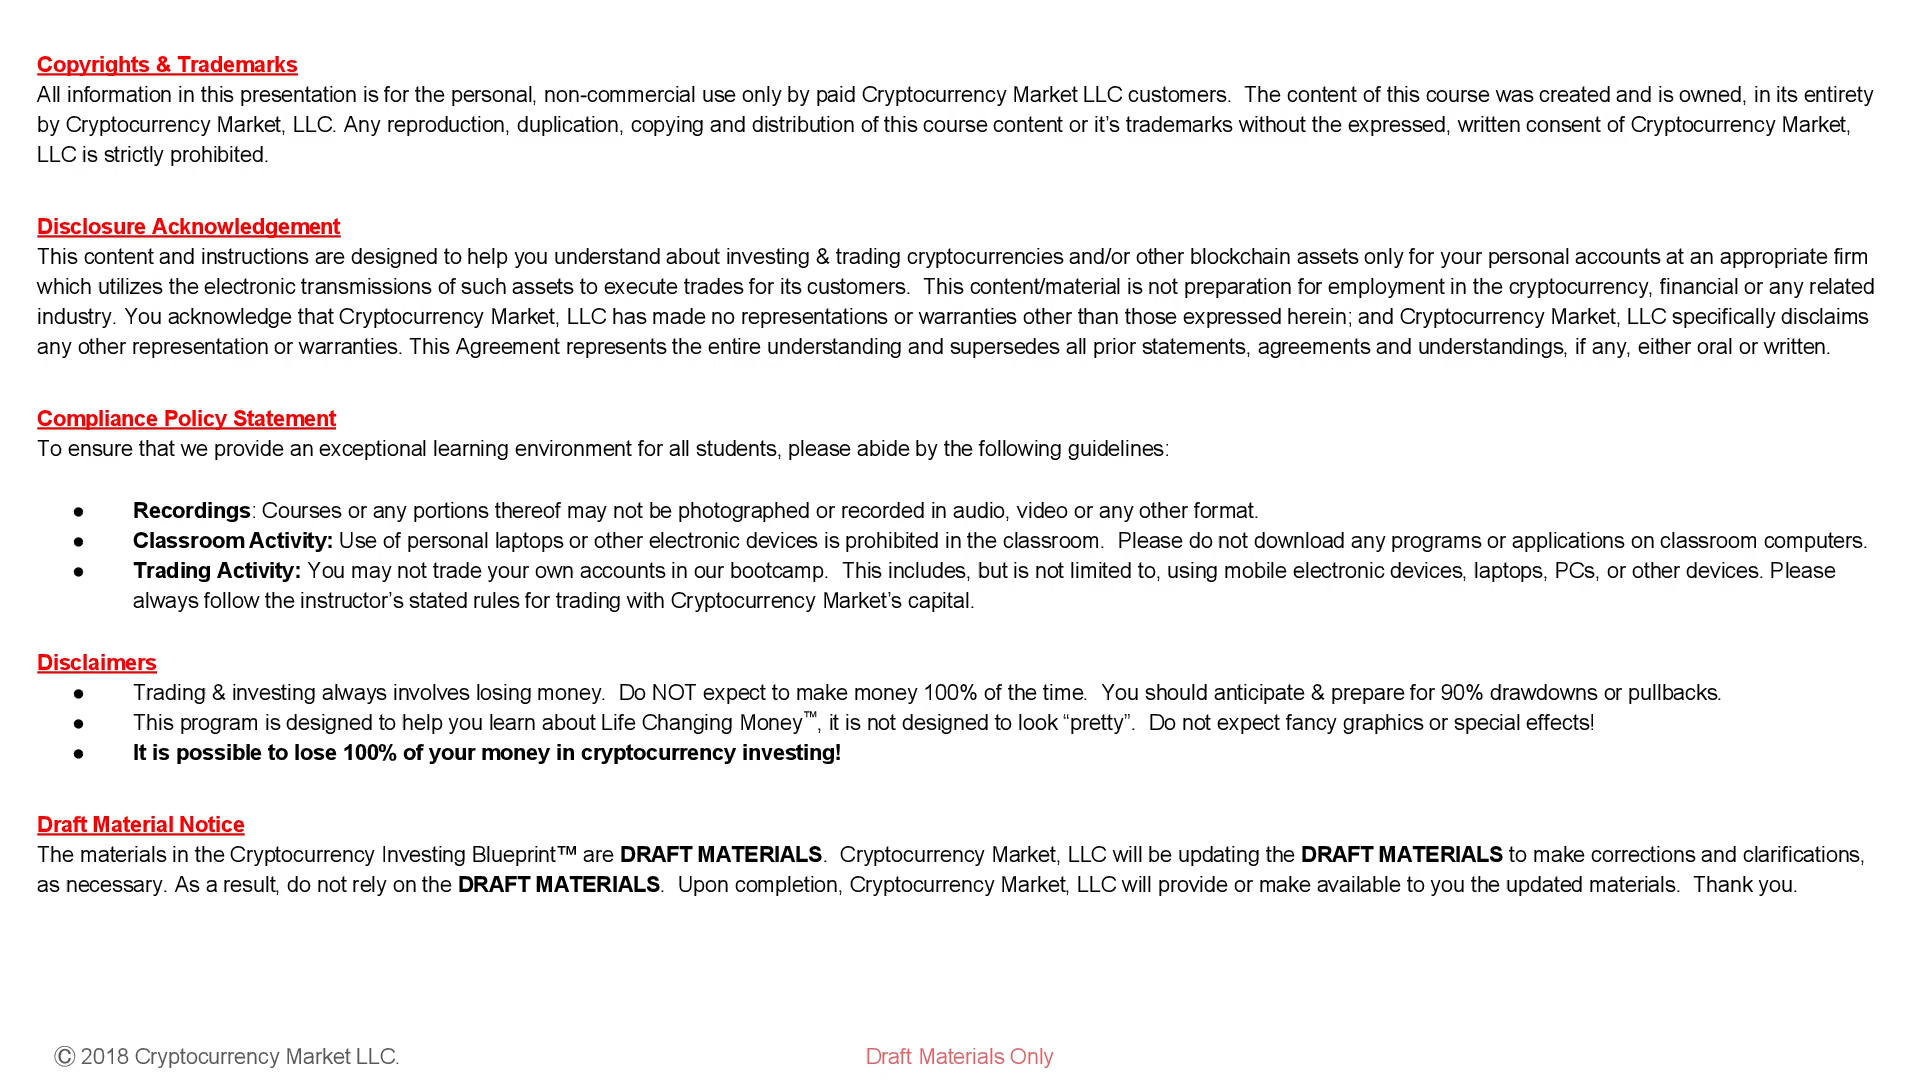 Copyrights & Trademarks
All information in this presentation is for the personal, non-commercial use only by paid Cryptocurrency Market LLC customers.  The content of this course was created and is owned, in its entirety
by Cryptocurrency Market, LLC. Any reproduction, duplication, copying and distribution of this course content or it’s trademarks without the expressed, written consent of Cryptocurrency Market,
LLC is strictly prohibited.
Disclosure Acknowledgement
This content and instructions are designed to help you understand about investing & trading cryptocurrencies and/or other blockchain assets only for your personal accounts at an appropriate firm
which utilizes the electronic transmissions of such assets to execute trades for its customers.  This content/material is not preparation for employment in the cryptocurrency, financial or any related
industry. You acknowledge that Cryptocurrency Market, LLC has made no representations or warranties other than those expressed herein; and Cryptocurrency Market, LLC specifically disclaims
any other representation or warranties. This Agreement represents the entire understanding and supersedes all prior statements, agreements and understandings, if any, either oral or written.
Compliance Policy Statement
To ensure that we provide an exceptional learning environment for all students, please abide by the following guidelines:
● Recordings: Courses or any portions thereof may not be photographed or recorded in audio, video or any other format.
● Classroom Activity: Use of personal laptops or other electronic devices is prohibited in the classroom.  Please do not download any programs or applications on classroom computers.
● Trading Activity: You may not trade your own accounts in our bootcamp.  This includes, but is not limited to, using mobile electronic devices, laptops, PCs, or other devices. Please
always follow the instructor’s stated rules for trading with Cryptocurrency Market’s capital.
Disclaimers
● Trading & investing always involves losing money.  Do NOT expect to make money 100% of the time.  You should anticipate & prepare for 90% drawdowns or pullbacks.
● This program is designed to help you learn about Life Changing Money™, it is not designed to look “pretty”.  Do not expect fancy graphics or special effects!
● It is possible to lose 100% of your money in cryptocurrency investing!
Draft Material Notice
The materials in the Cryptocurrency Investing Blueprint™ are DRAFT MATERIALS.  Cryptocurrency Market, LLC will be updating the DRAFT MATERIALS to make corrections and clarifications,
as necessary. As a result, do not rely on the DRAFT MATERIALS.  Upon completion, Cryptocurrency Market, LLC will provide or make available to you the updated materials.  Thank you.
© 2018 Cryptocurrency Market LLC.
Draft Materials Only